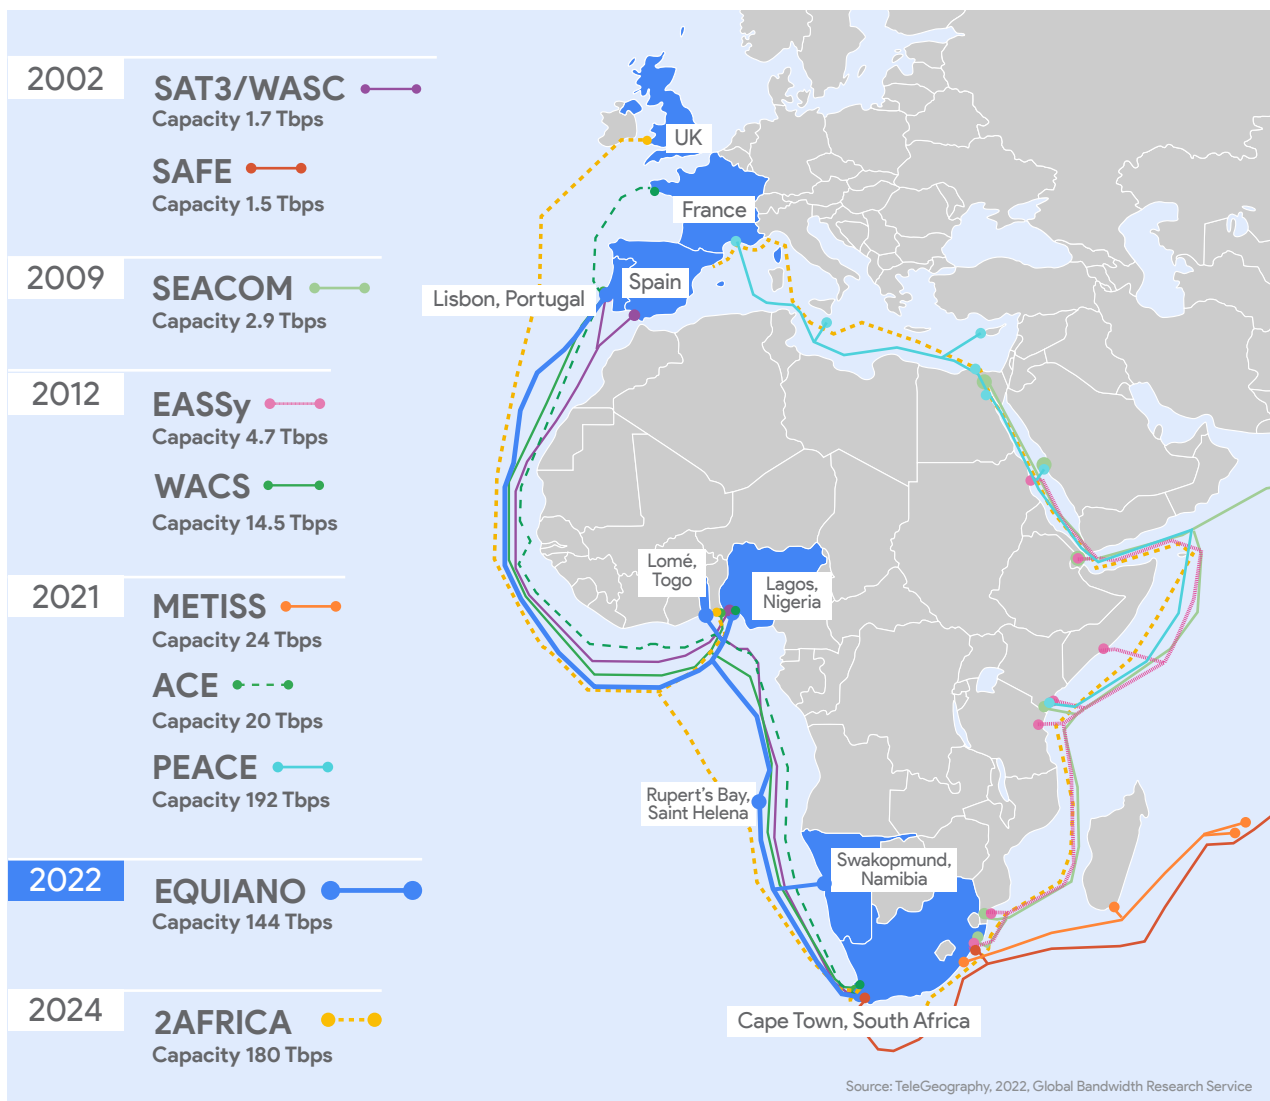 2002
SAT3/WASC
Capacity 1.7 Tbps
SAFE
Capacity 1.5 Tbps
2009
SEACOM
Capacity 2.9 Tbps
2012
EASSy
Capacity 4.7 Tbps
WACS
Capacity 14.5 Tbps
2021
METISS
Capacity 24 Tbps
ACE
Capacity 20 Tbps
PEACE
Capacity 192 Tbps
2022
EQUIANO
Capacity 144 Tbps
2024
2AFRICA
Capacity 180 Tbps
UK
France
Spain
Lisbon, Portugal
Lomé,
Togo
Lagos,
Nigeria
Rupert's Bay,
Saint Helena
Swakopmund,
Namibia
Cape Town, South Africa
Source: TeleGeography, 2022, Global Bandwidth Research Service